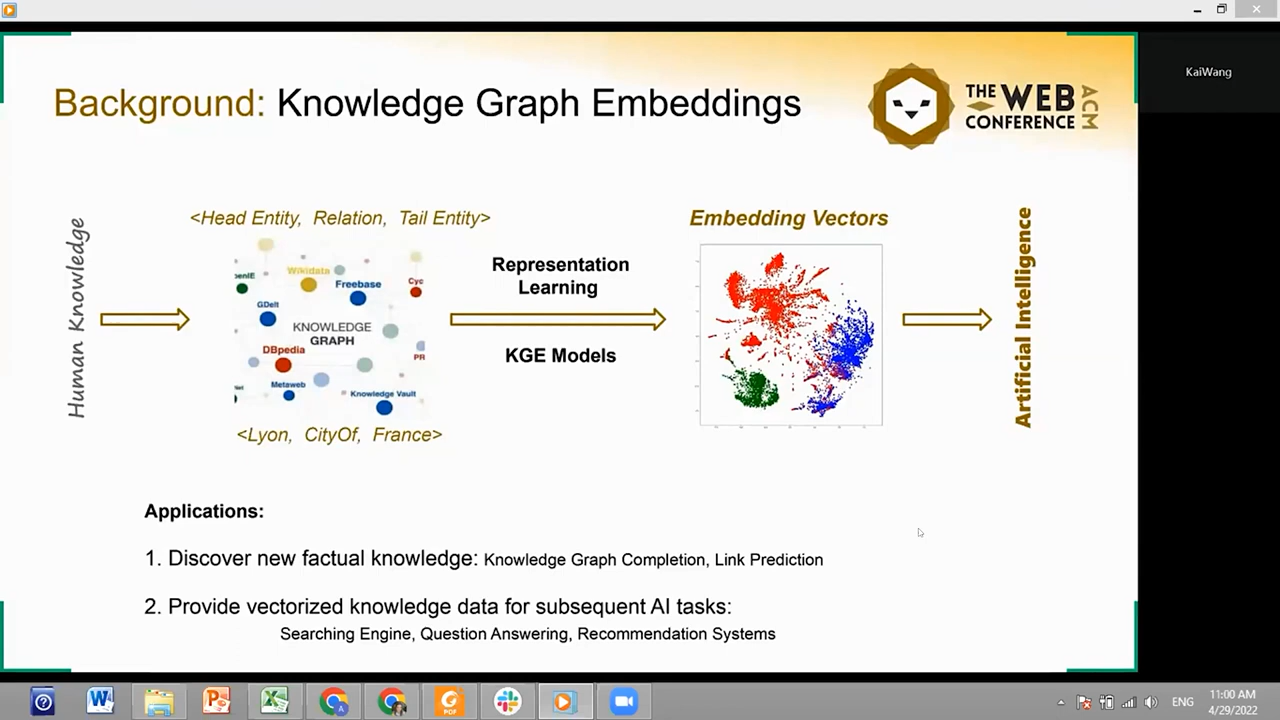 KaiWang
Background: Knowledge Graph Embeddings
THE WEB
CONFERENCE
ACM
Human Knowledge
<Head Entity, Relation, Tail Entity>
Wikidata
Freebase
Cyc
GDelt
KNOWLEDGE
GRAPH
DBpedia
PR
Metaweb
Knowledge Vault
<Lyon, CityOf, France>
Representation
Learning
KGE Models
Embedding Vectors
Artificial Intelligence
Applications:
1. Discover new factual knowledge: Knowledge Graph Completion, Link Prediction
2. Provide vectorized knowledge data for subsequent AI tasks:
Searching Engine, Question Answering, Recommendation Systems
ENG
11:00 AM
4/29/2022